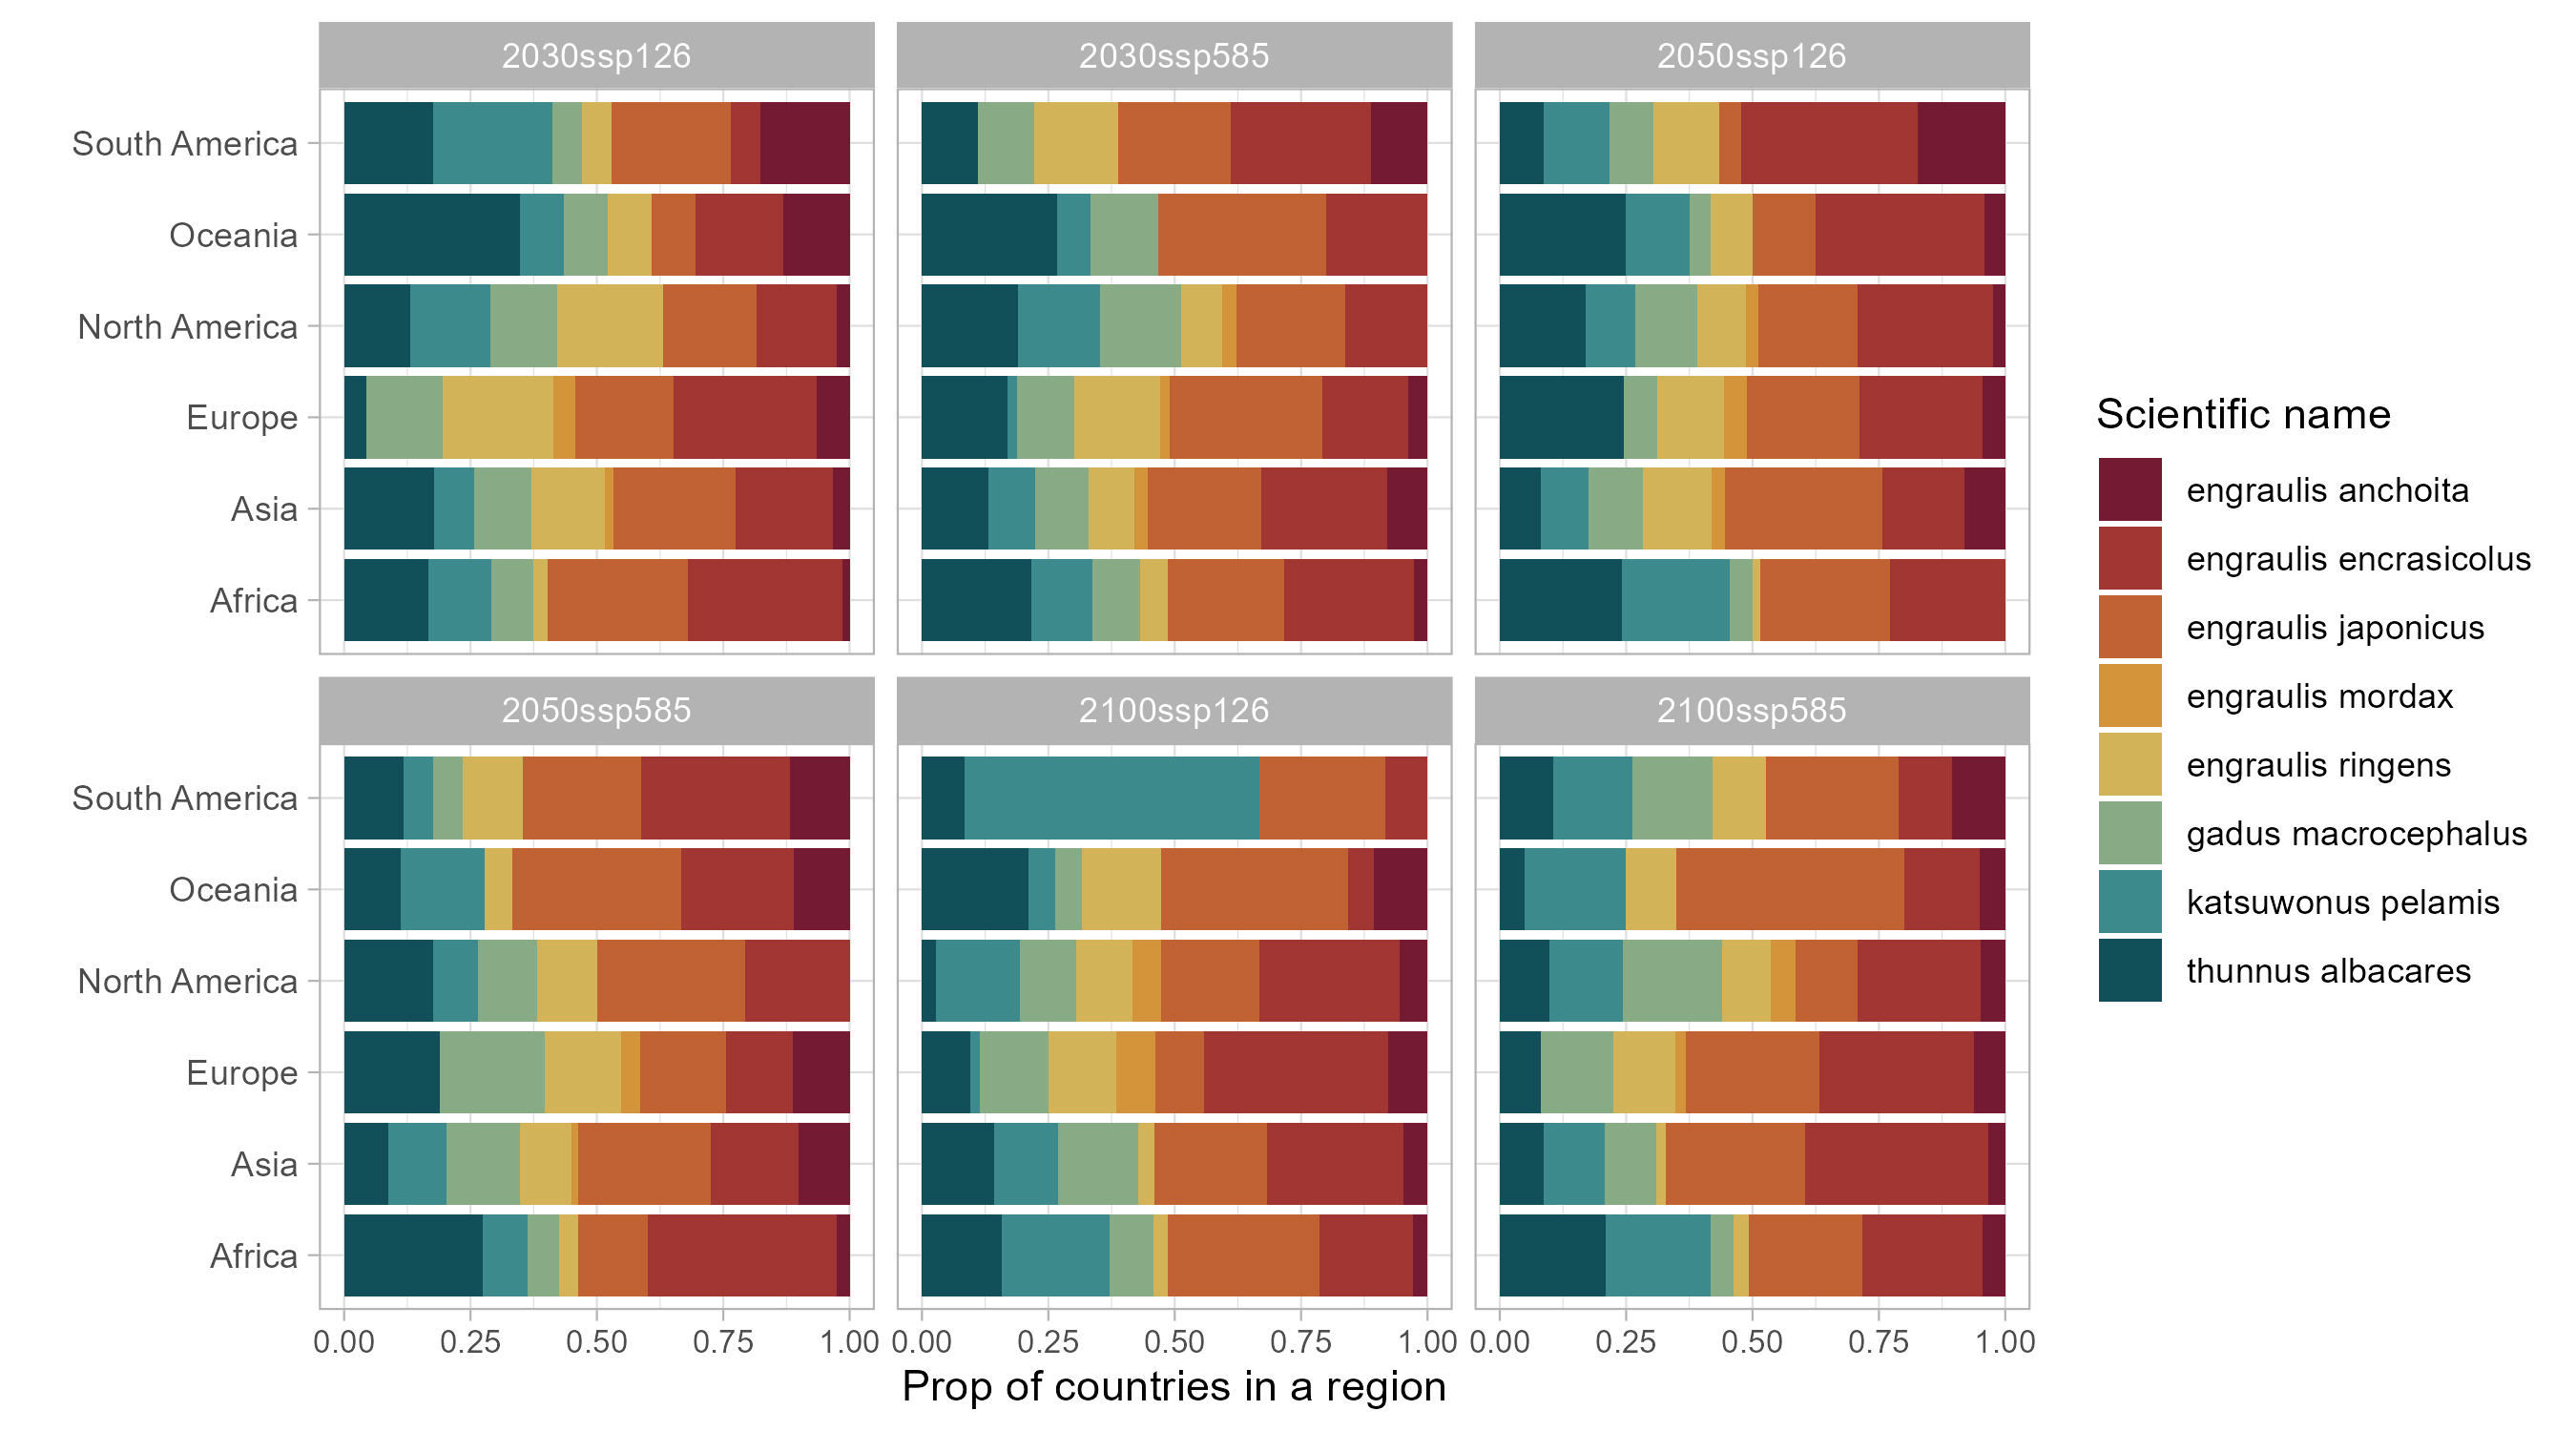 2030ssp126
2030ssp585
2050ssp126
South America
Oceania
North America
Europe
Asia
Africa
2050ssp585
2100ssp126
2100ssp585
South America
Oceania
North America
Europe
Asia
Africa
0.00 0.25 0.50 0.75 1.00
0.00 0.25 0.50 0.75 1.00
0.00 0.25 0.50 0.75 1.00
Prop of countries in a region
Scientific name
engraulis anchoita
engraulis encrasicolus
engraulis japonicus
engraulis mordax
engraulis ringens
gadus macrocephalus
katsuwonus pelamis
thunnus albacares